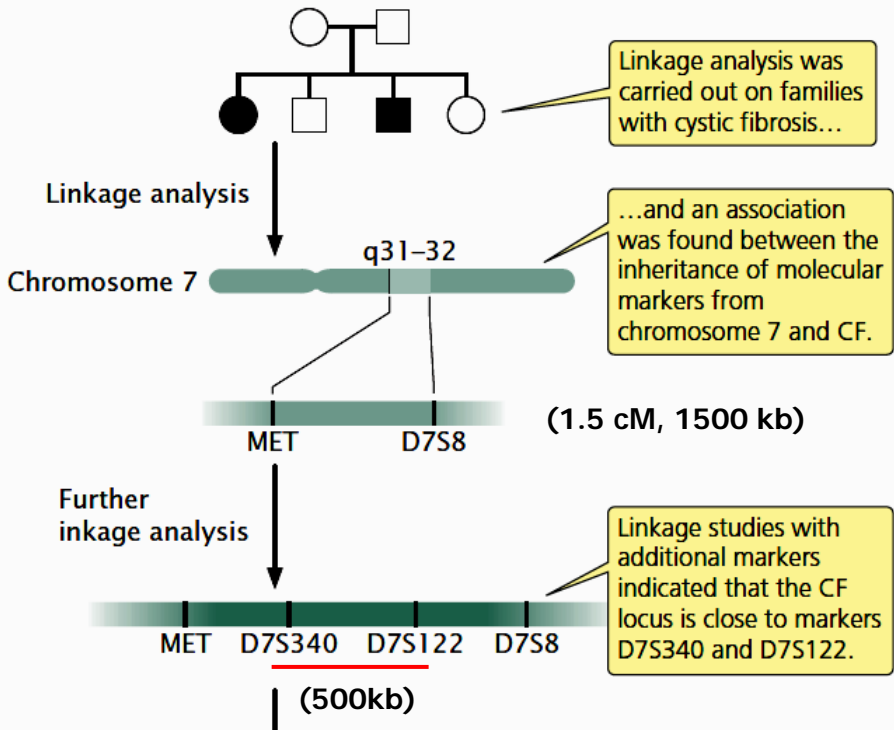 Linkage analysis was
carried out on families
with cystic fibrosis…
Linkage analysis
…and an association
was found between the
inheritance of molecular
markers from
chromosome 7 and CF.
q31–32
Chromosome 7
MET
D7S8
(1.5 cM, 1500 kb)
Further
inkage analysis
Linkage studies with
additional markers
indicated that the CF
locus is close to markers
D7S340 and D7S122.
MET
D7S340
D7S122
D7S8
(500kb)